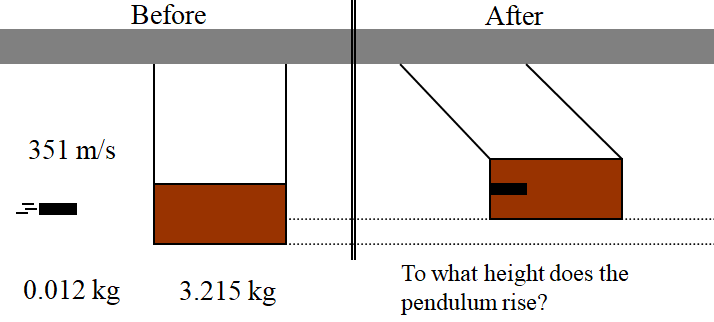 Before
After
351 m/s
0.012 kg
3.215 kg
To what height does the
pendulum rise?